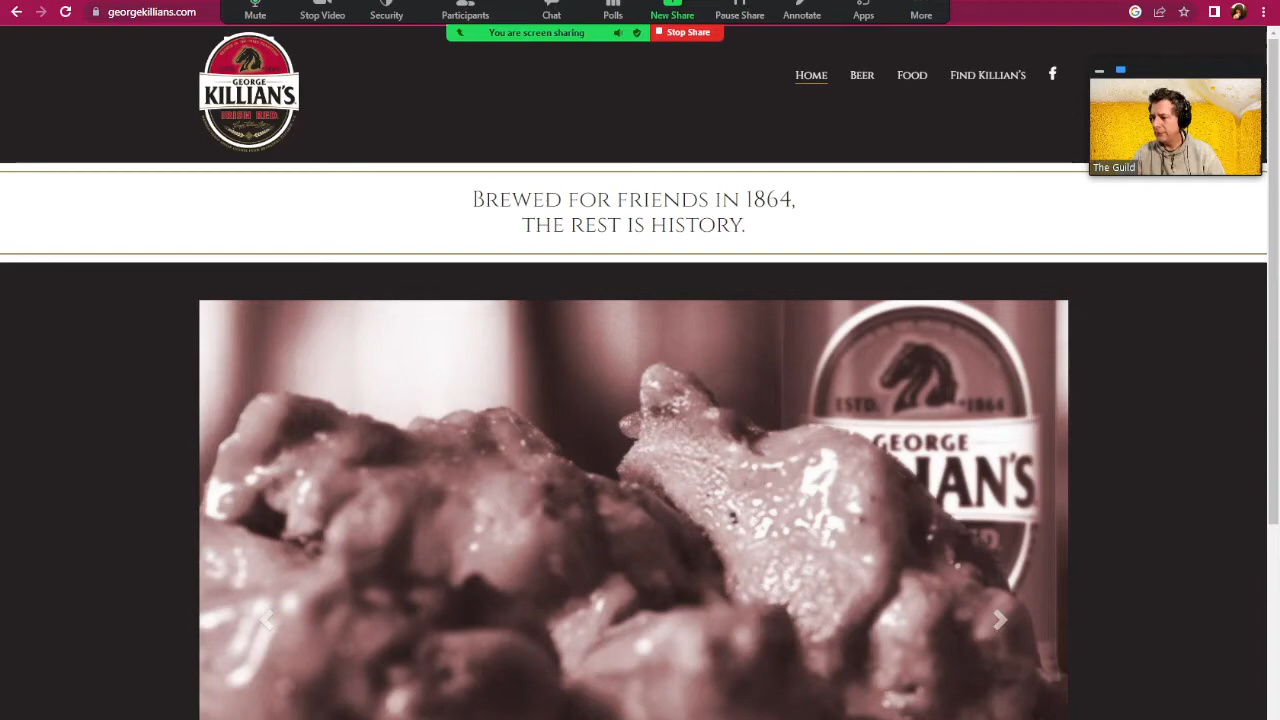 georgekillians.com
Mute
Stop Video
Security
Participants
Chat
Polls
New Share
Pause Share
Annotate
Apps
More
You are screen sharing
Stop Share
GEORGE
KILLIAN'S
IRISH RED
HOME
BEER
FOOD
FIND KILLIAN'S
The Guild
BREWED FOR FRIENDS IN 1864,
THE REST IS HISTORY.
ESTD. 1864
GEORGE